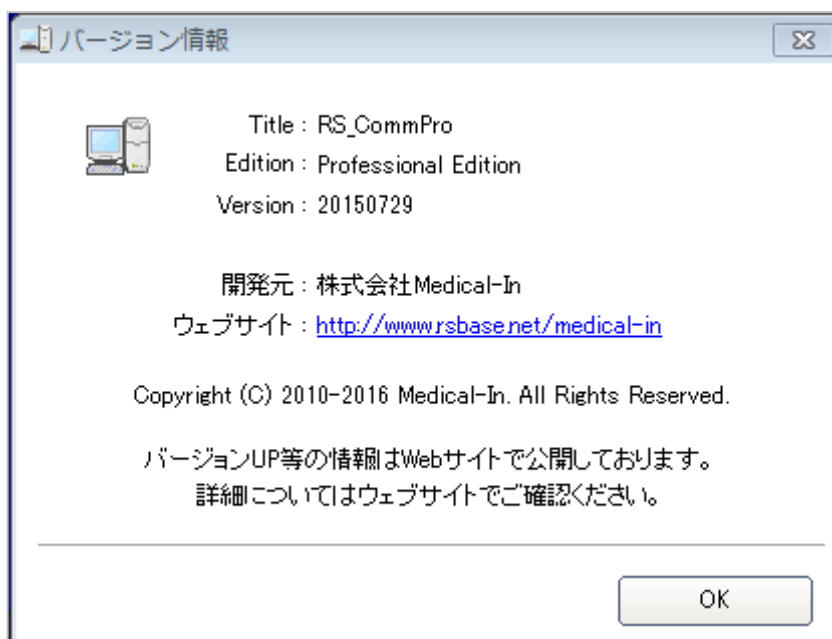 バージョン情報
Title : RS_CommPro
Edition : Professional Edition
Version : 20150729
開発元 : 株式会社Medical-In
ウェブサイト : http://www.rsbase.net/medical-in
Copyright (C) 2010-2016 Medical-In. All Rights Reserved.
バージョンUP等の情報はWebサイトで公開しております。
詳細についてはウェブサイトでご確認ください。
OK